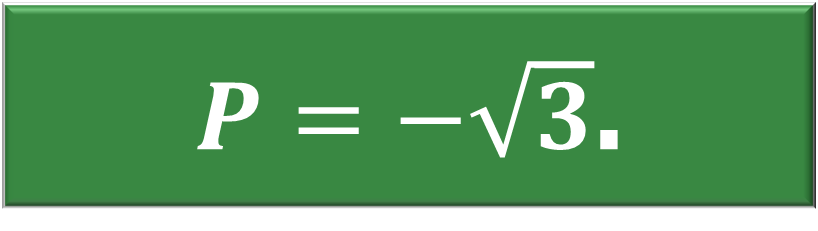 P = −√3.